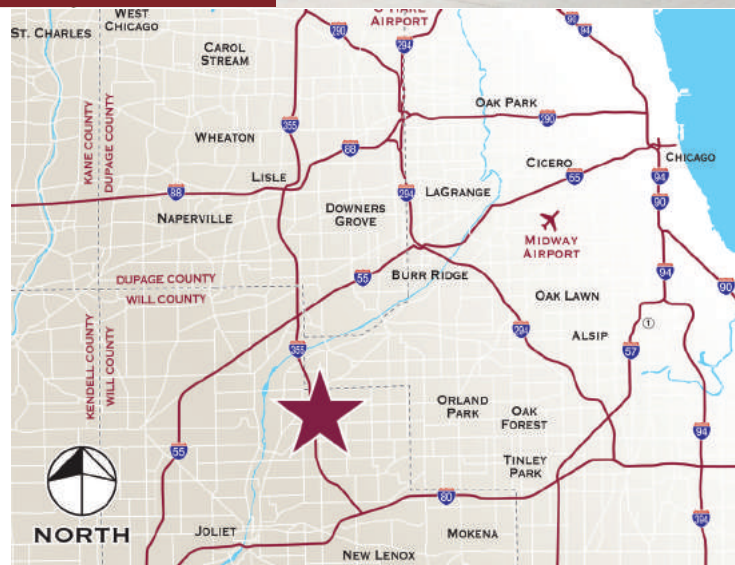 O'HARE
AIRPORT
WEST
CHICAGO
ST. CHARLES
290
90
94
CAROL
STREAM
294
OAK PARK
290
355
WHEATON
88
KANE COUNTY
DUPAGE COUNTY
CICERO
CHICAGO
LISLE
55
94
88
294
LAGRANGE
90
NAPERVILLE
DOWNERS
GROVE
MIDWAY
AIRPORT
DUPAGE COUNTY
WILL COUNTY
55
BURR RIDGE
94
90
OAK LAWN
294
1
ALSIP
KENDELL COUNTY
WILL COUNTY
355
57
ORLAND
PARK
OAK
FOREST
94
55
TINLEY
PARK
80
NORTH
JOLIET
MOKENA
394
NEW LENOX